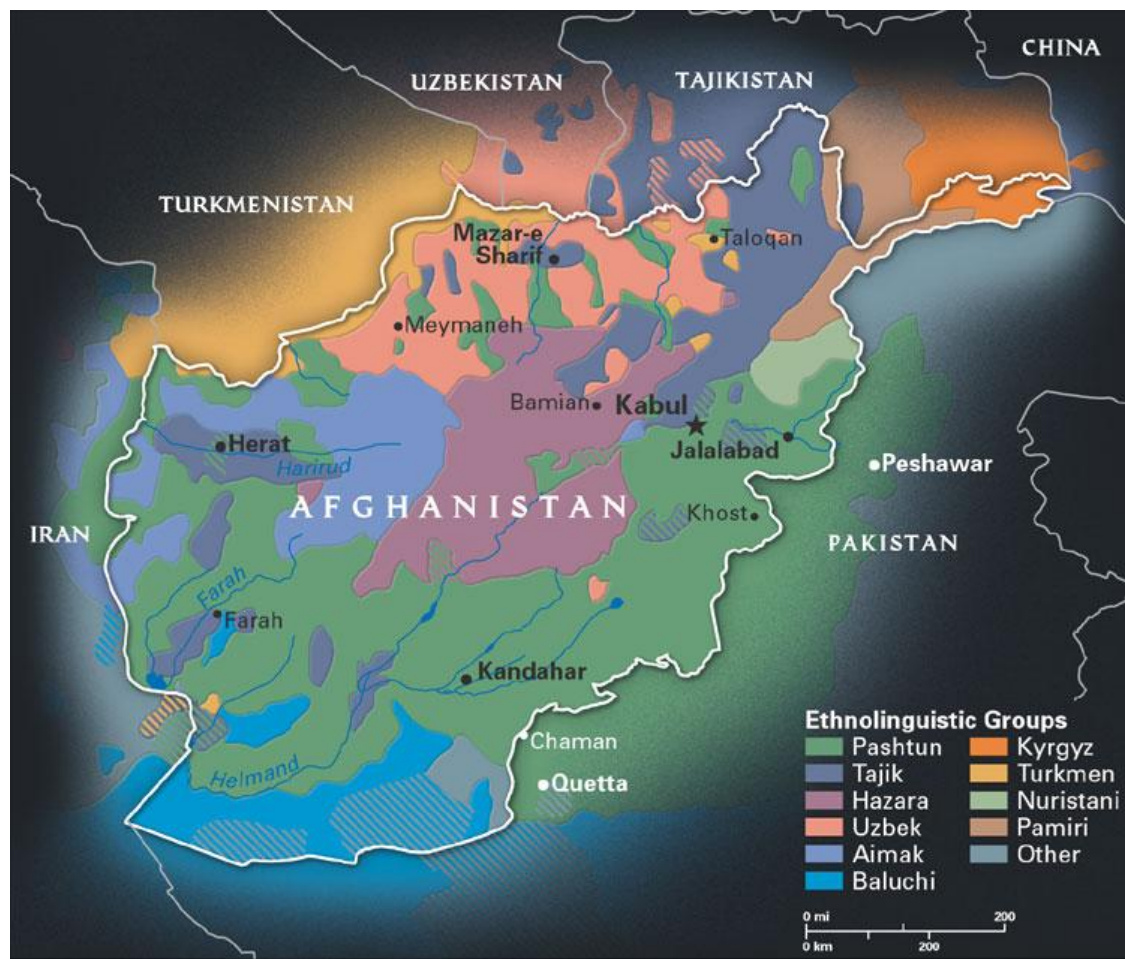 CHINA
UZBEKISTAN
TAJIKISTAN
TURKMENISTAN
Mazar-e
Sharif
Taloqan
Meymaneh
Bamian
Kabul
Herat
Harirud
Jalalabad
Peshawar
AFGHANISTAN
Khost
IRAN
PAKISTAN
Farah
Farah
Kandahar
Chaman
Helmand
Quetta
Ethnolinguistic Groups
Pashtun
Tajik
Hazara
Uzbek
Aimak
Baluchi
Kyrgyz
Turkmen
Nuristani
Pamiri
Other
0 mi 200
0 km 200